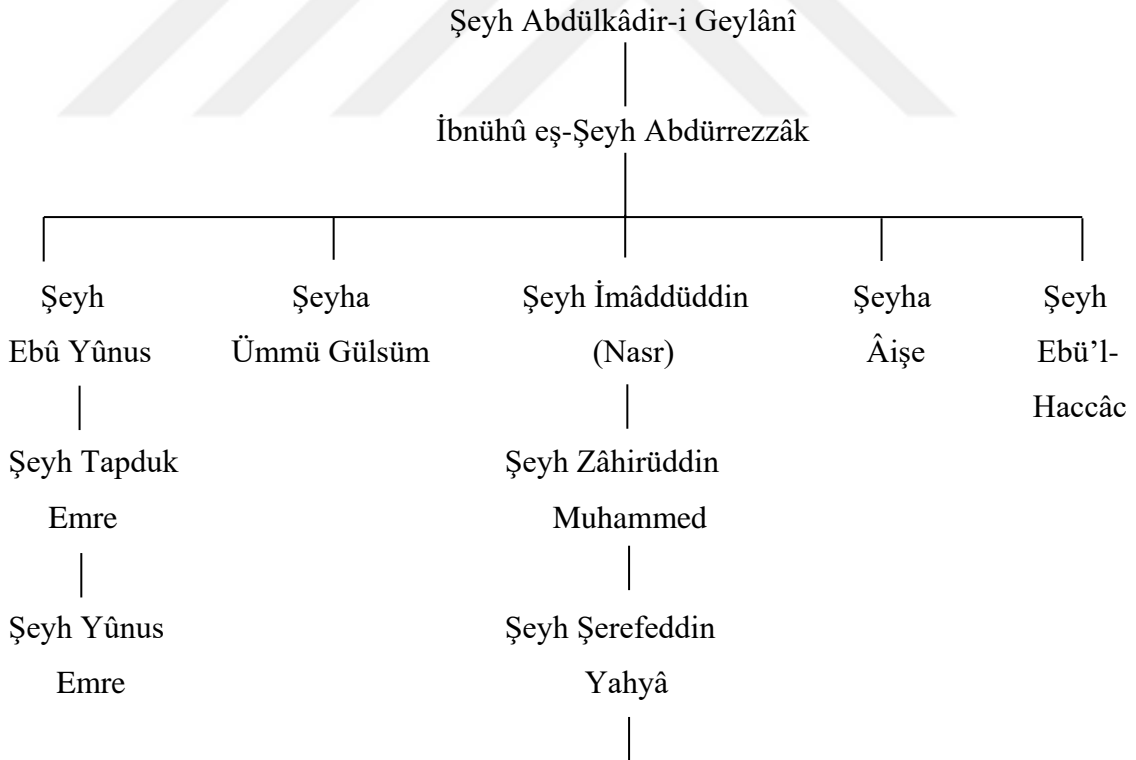 Şeyh Abdülkâdir-i Geylânî
İbnühû eş-Şeyh Abdürrezzâk
Şeyh
Ebû Yûnus
Şeyha
Ümmü Gülsüm
Şeyh İmâddüddin
(Nasr)
Şeyha
Âişe
Şeyh
Ebü’l-
Haccâc
Şeyh Tapduk
Emre
Şeyh Zâhirüddin
Muhammed
Şeyh Yûnus
Emre
Şeyh Şerefeddin
Yahyâ